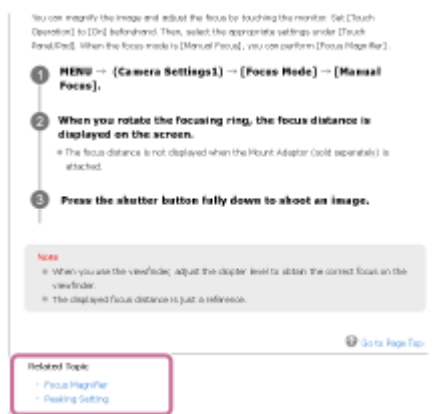 You can magnify the image and adjust the focus by touching the monitor. Set [Touch
Operation] to [On] beforehand. Then, select the appropriate settings under [Touch
Panel/Pad]. When the focus mode is [Manual Focus], you can perform [Focus Magnifier].
1 MENU → (Camera Settings1) → [Focus Mode] → [Manual
Focus].
2 When you rotate the focusing ring, the focus distance is
displayed on the screen.
The focus distance is not displayed when the Mount Adaptor (sold separately) is
attached.
3 Press the shutter button fully down to shoot an image.
Note
When you use the viewfinder, adjust the diopter level to obtain the correct focus on the
viewfinder.
The displayed focus distance is just a reference.
Go to Page Top
Related Topic
Focus Magnifier
Peaking Setting